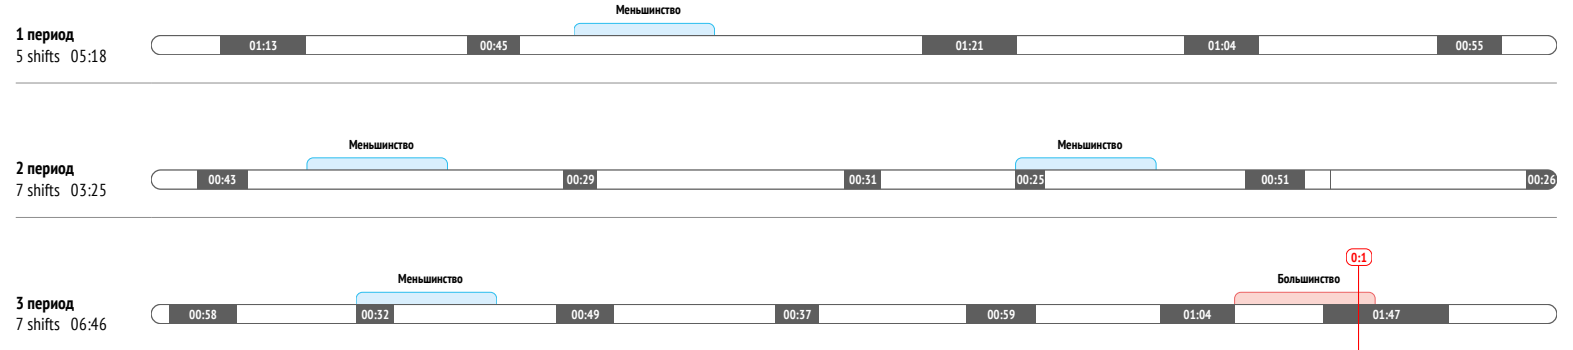 Меньшинство
1 период
5 shifts 05:18
01:13 00:45 01:21 01:04 00:55
Меньшинство Меньшинство
2 период
7 shifts 03:25
00:43 00:29 00:31 00:25 00:51 00:26
0:1
Меньшинство Большинство
3 период
7 shifts 06:46
00:58 00:32 00:49 00:37 00:59 01:04 01:47